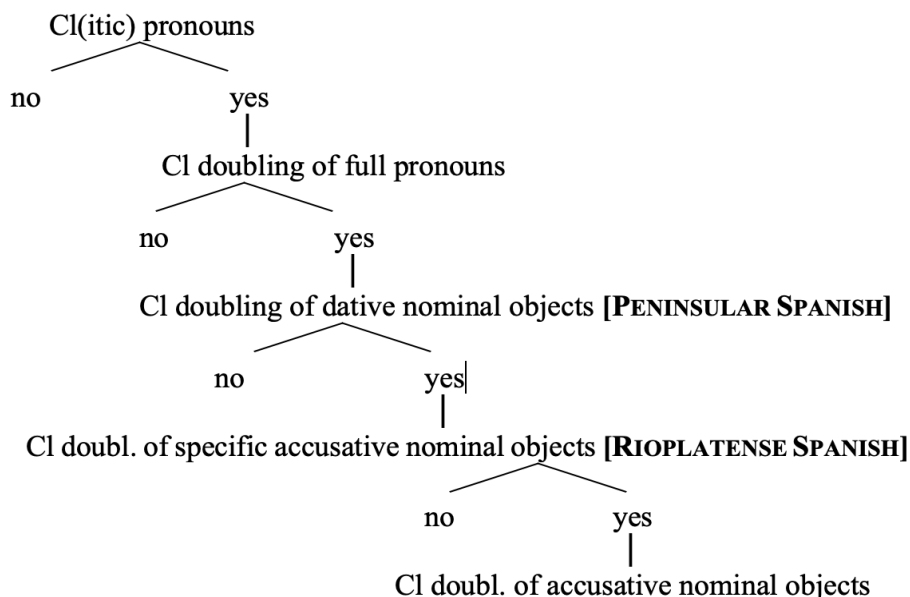 Cl(itic) pronouns
no yes
Cl doubling of full pronouns
no yes
Cl doubling of dative nominal objects [PENINSULAR SPANISH]
no yes
Cl doubl. of specific accusative nominal objects [RIOPLATENSE SPANISH]
no yes
Cl doubl. of accusative nominal objects